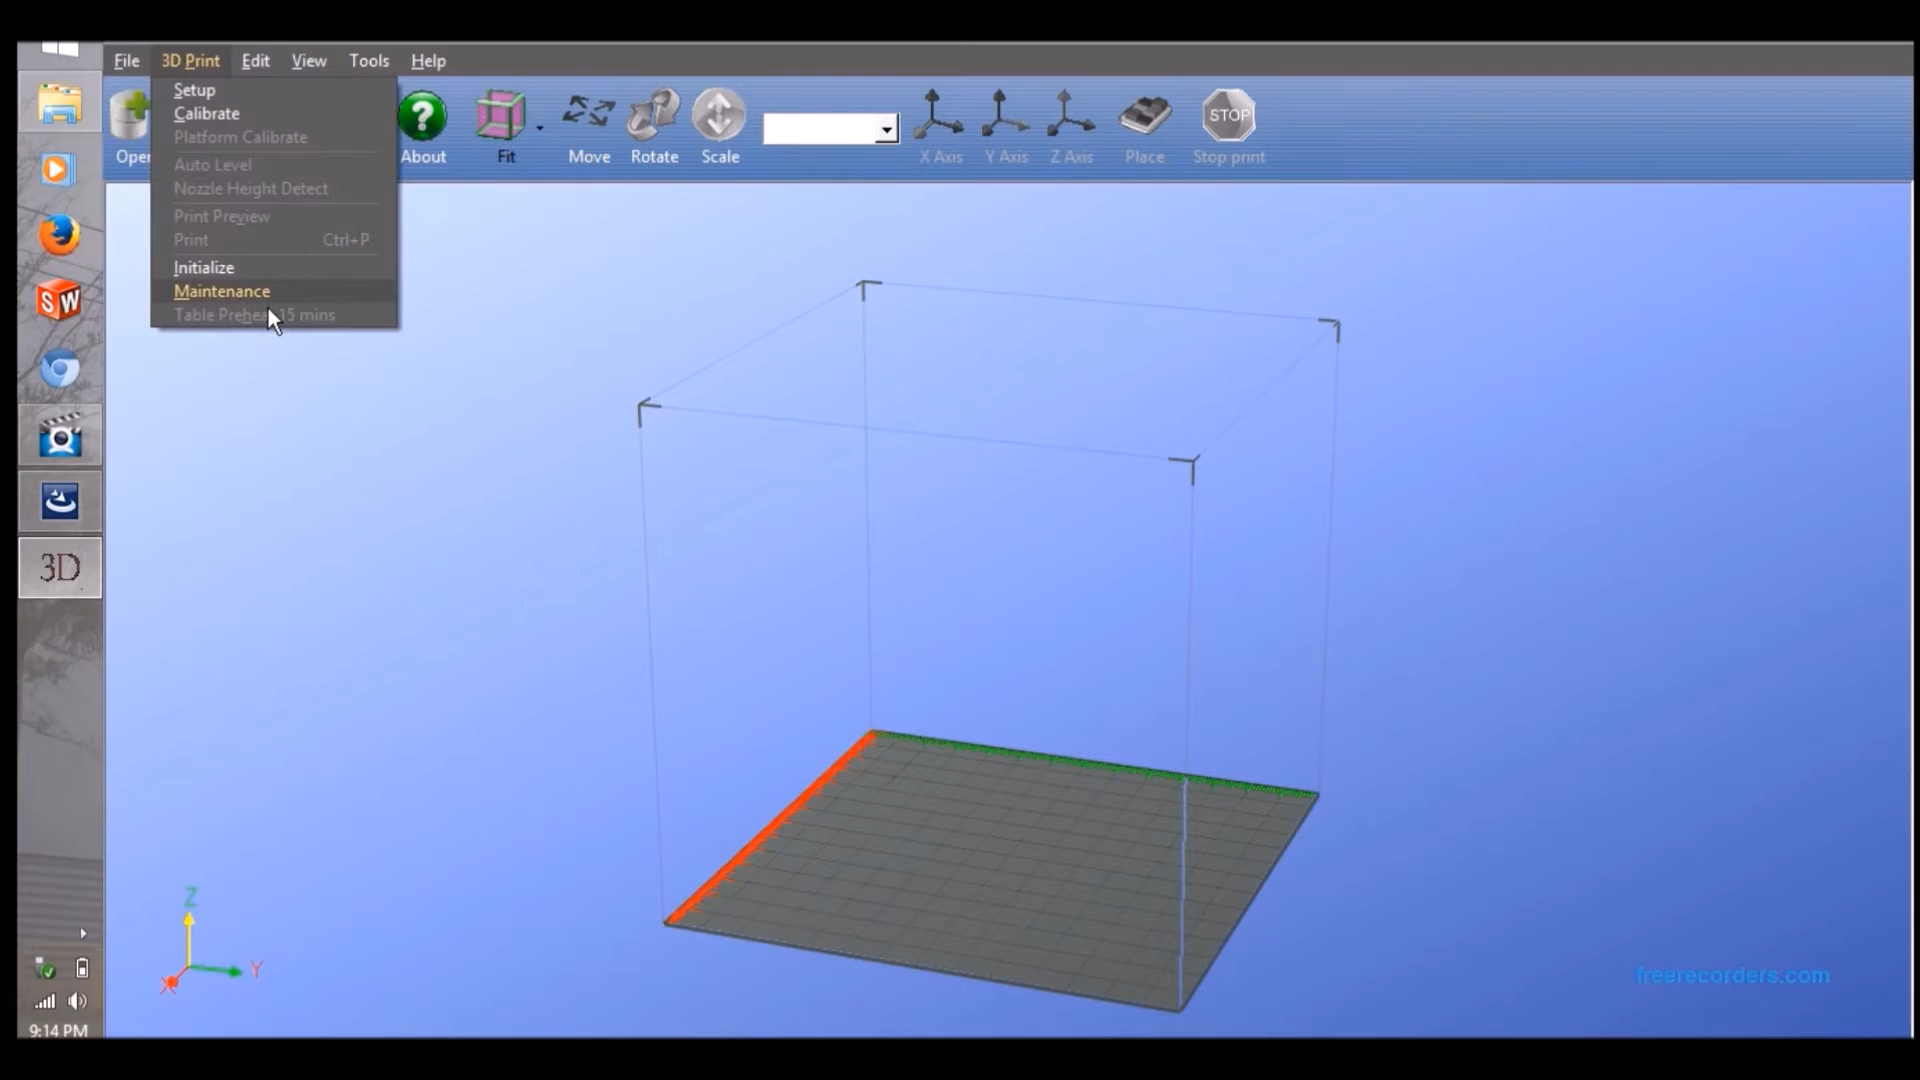 File 3D Print Edit View Tools Help
Setup
Calibrate
Platform Calibrate
Auto Level
Nozzle Height Detect
Print Preview
Print Ctrl+P
Initialize
Maintenance
Table 15 mins
Open About Fit Move Rotate Scale X Axis Y Axis Z Axis Place Stop print
STOP
SW
3D
Z
Y
X
freerecorders.com
9:14 PM